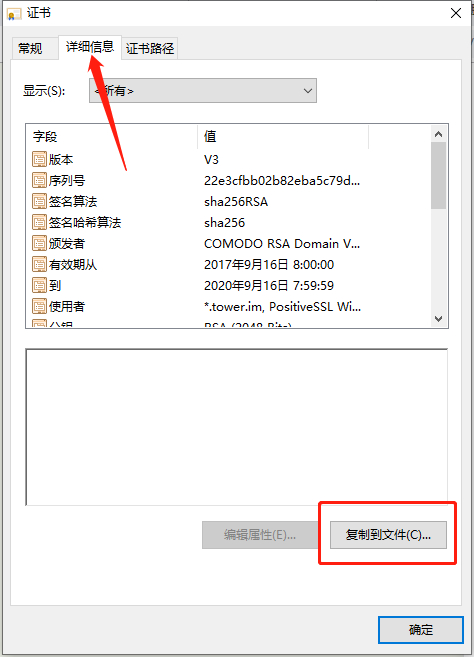 证书
常规 详细信息 证书路径
显示(S): <所有>
字段 值
版本 V3
序列号 22e3cfbb02b82eba5c79d...
签名算法 sha256RSA
签名哈希算法 sha256
颁发者 COMODO RSA Domain V...
有效期从 2017年9月16日 8:00:00
到 2020年9月16日 7:59:59
使用者 *.tower.im, PositiveSSL Wi...
公钥 RSA (2048 Bits)
编辑属性(E)... 复制到文件(C)...
确定